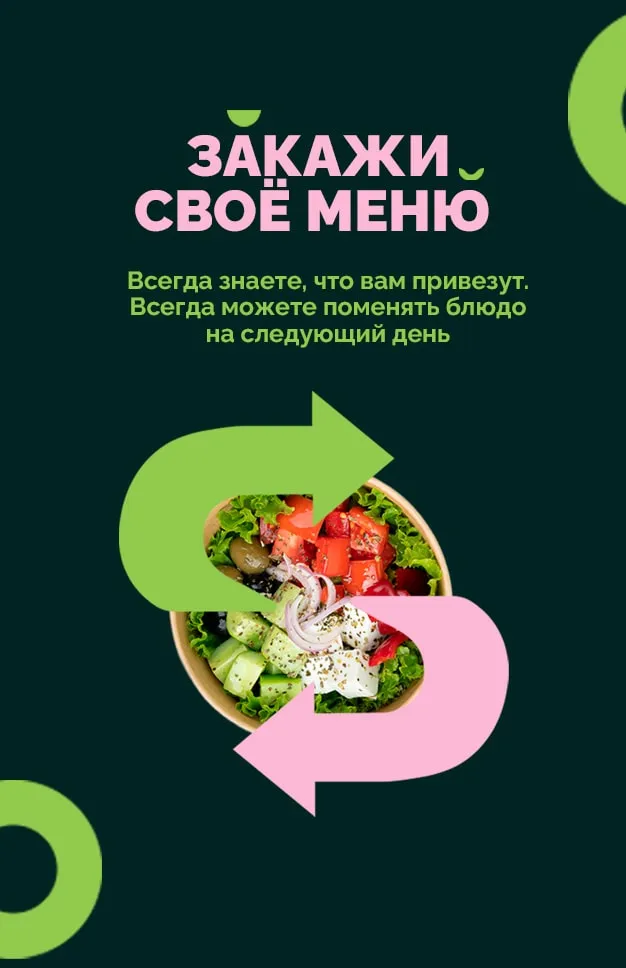 ЗАКАЖИ
СВОЁ МЕНЮ
Всегда знаете, что вам привезут.
Всегда можете поменять блюдо
на следующий день